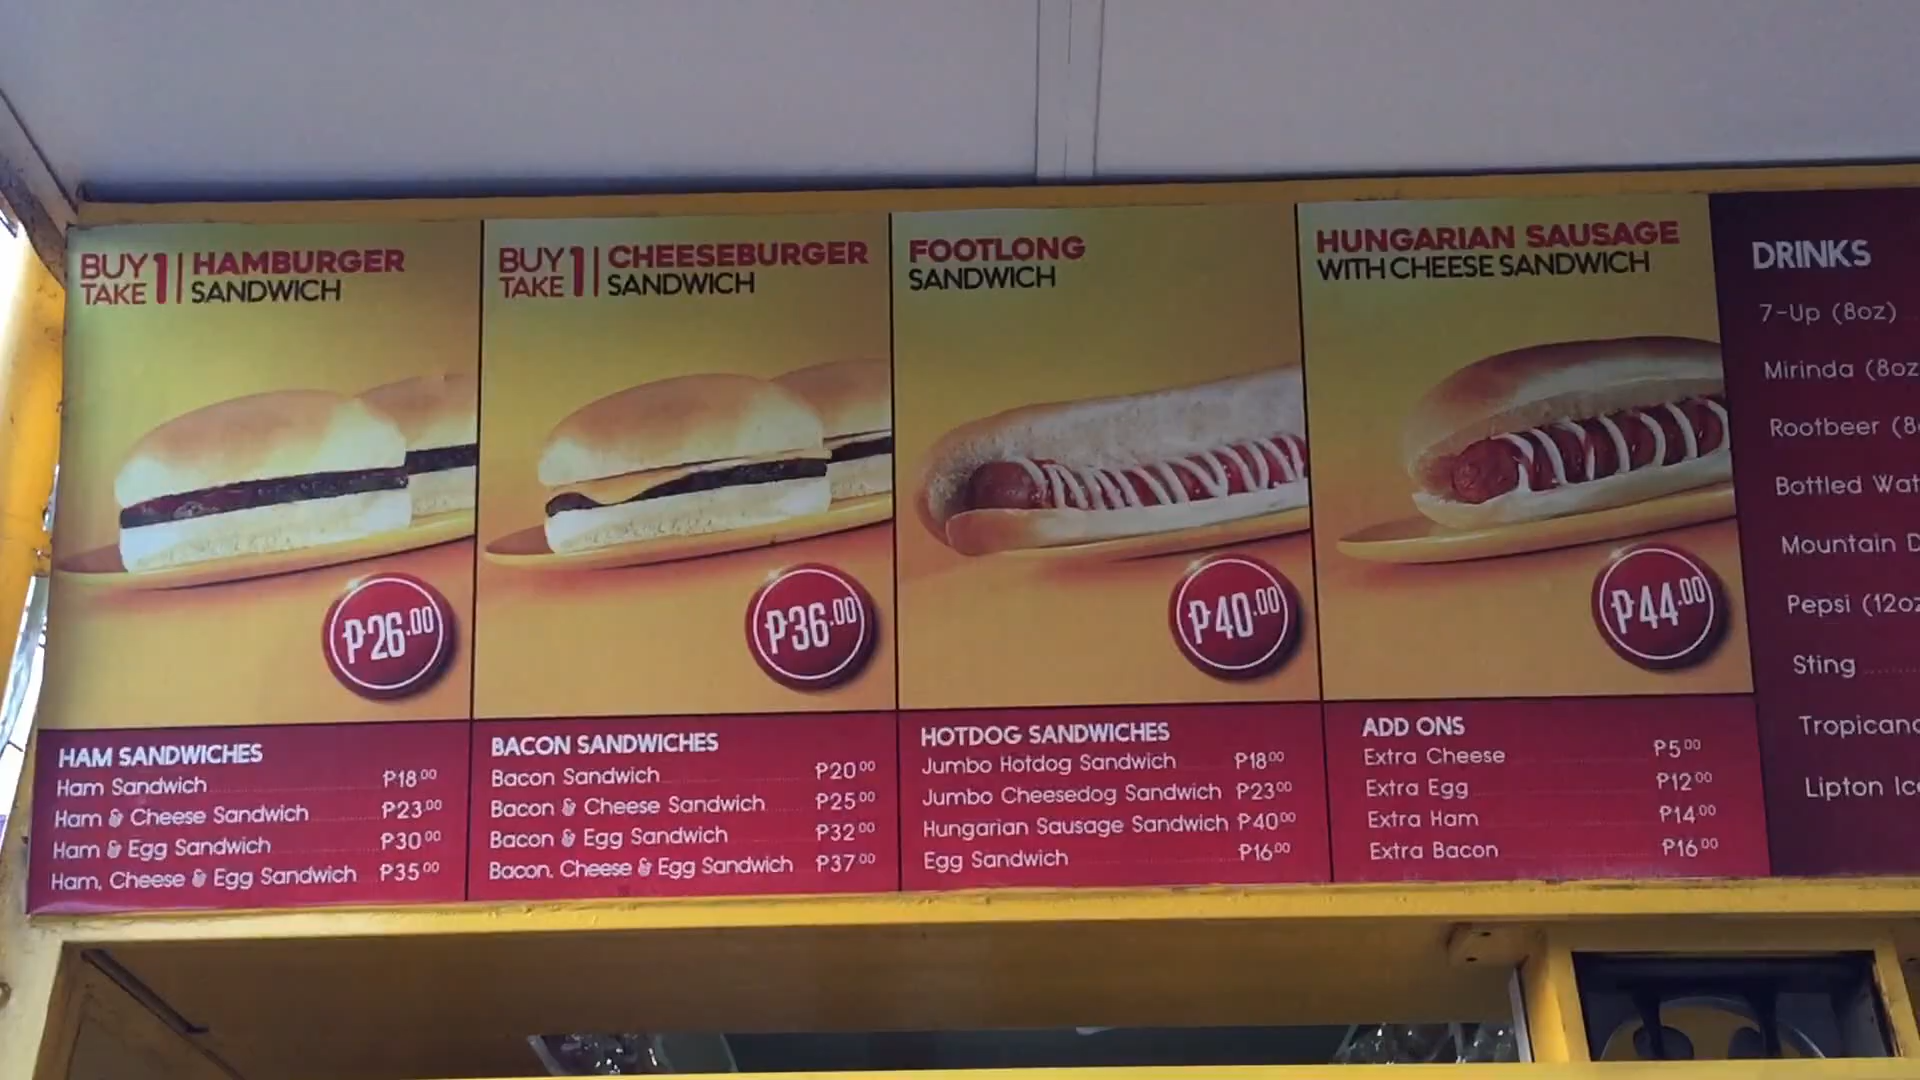 BUY 1 TAKE 1 | HAMBURGER
SANDWICH
₱26.00
BUY 1 TAKE 1 | CHEESEBURGER
SANDWICH
₱36.00
FOOTLONG
SANDWICH
₱40.00
HUNGARIAN SAUSAGE
WITH CHEESE SANDWICH
₱44.00
HAM SANDWICHES
Ham Sandwich ₱18.00
Ham & Cheese Sandwich ₱23.00
Ham & Egg Sandwich ₱30.00
Ham, Cheese & Egg Sandwich ₱35.00
BACON SANDWICHES
Bacon Sandwich ₱20.00
Bacon & Cheese Sandwich ₱25.00
Bacon & Egg Sandwich ₱32.00
Bacon, Cheese & Egg Sandwich ₱37.00
HOTDOG SANDWICHES
Jumbo Hotdog Sandwich ₱18.00
Jumbo Cheesedog Sandwich ₱23.00
Hungarian Sausage Sandwich ₱40.00
Egg Sandwich ₱16.00
ADD ONS
Extra Cheese ₱5.00
Extra Egg ₱12.00
Extra Ham ₱14.00
Extra Bacon ₱16.00
DRINKS
7-Up (8oz)
Mirinda (8oz
Rootbeer (8
Bottled
Mountain
Pepsi (12oz
Sting
Lipton